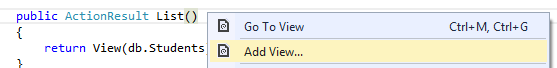 public ActionResult List()
Go To View Ctrl+M, Ctrl+G
{
return View(db.Students
Add View...
}